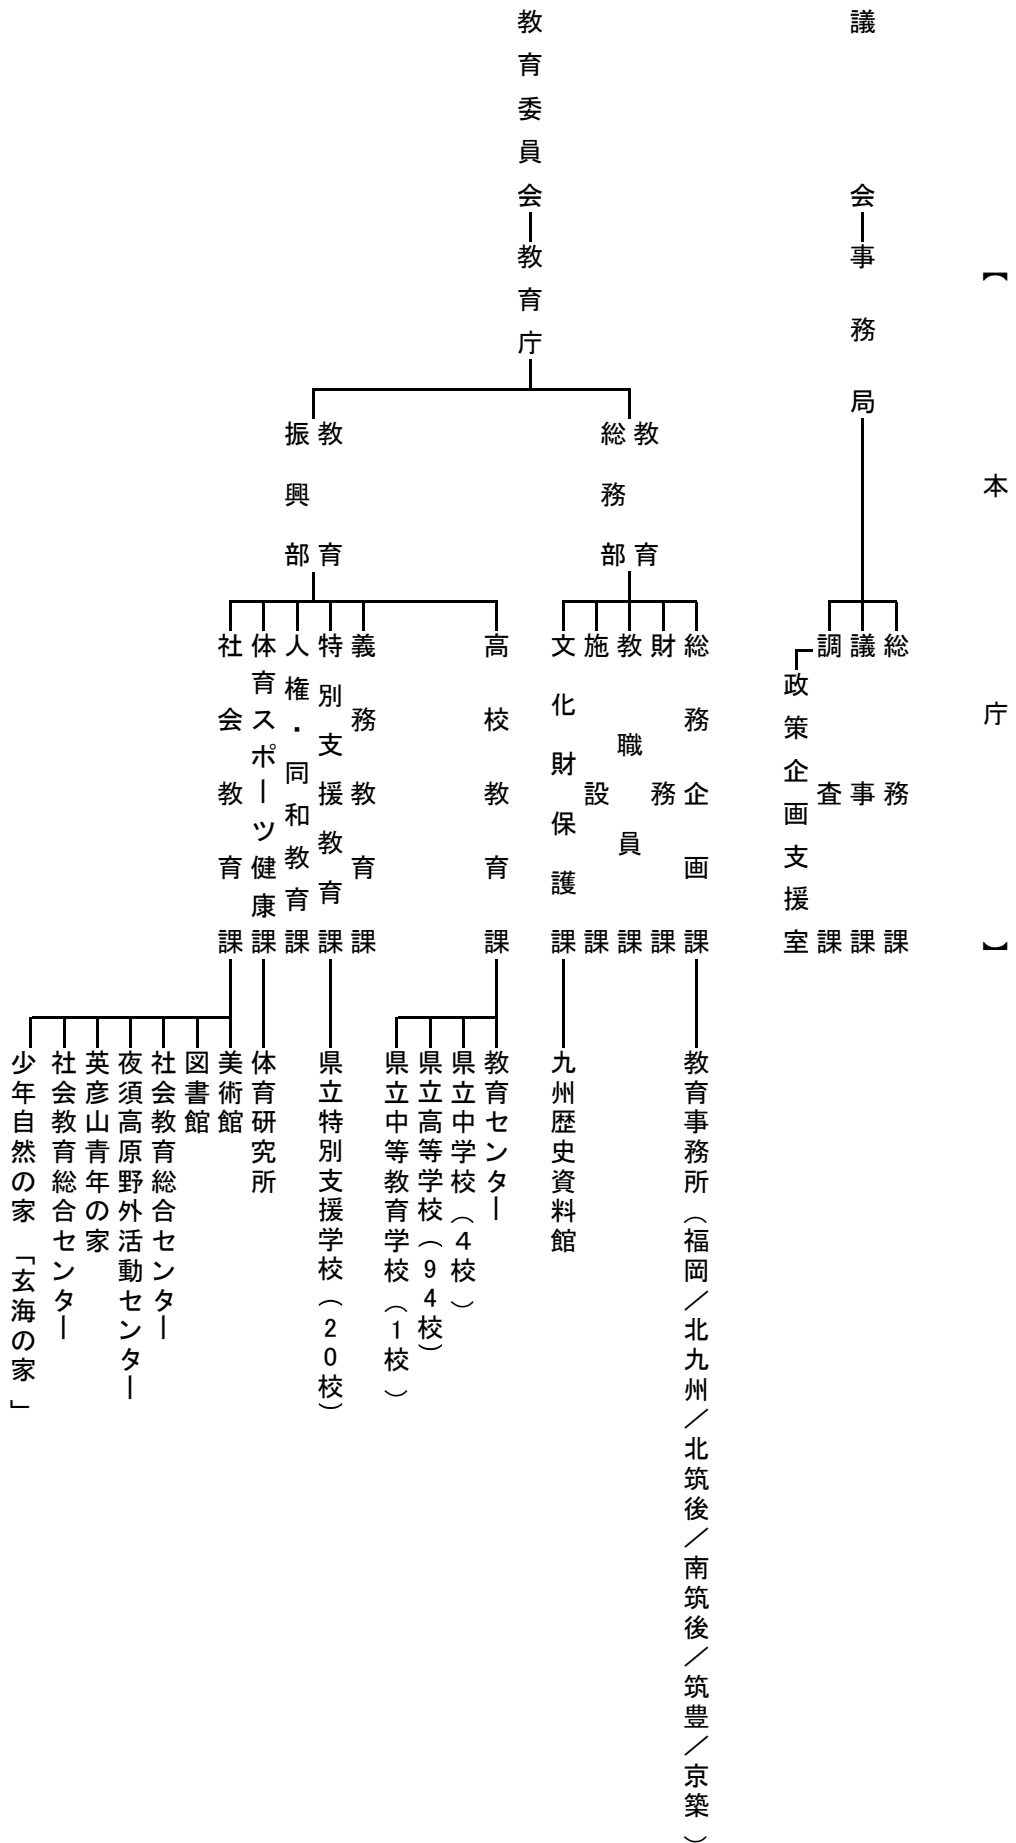 【本庁】
議会
事務局
総務課
議事課
調査課
政策企画支援室
教育委員会
教育庁
教育総務部
総務企画課
教育事務所（福岡／北九州／北筑後／南筑後／筑豊／京築）
財務課
教職員課
施設課
文化財保護課
九州歴史資料館
教育振興部
高校教育課
教育センター
県立中学校（４校）
県立高等学校（９４校）
県立中等教育学校（１校）
義務教育課
特別支援教育課
県立特別支援学校（２０校）
人権・同和教育課
体育スポーツ健康課
体育研究所
社会教育課
美術館
図書館
社会教育総合センター
夜須高原野外活動センター
英彦山青年の家
社会教育総合センター
少年自然の家「玄海の家」